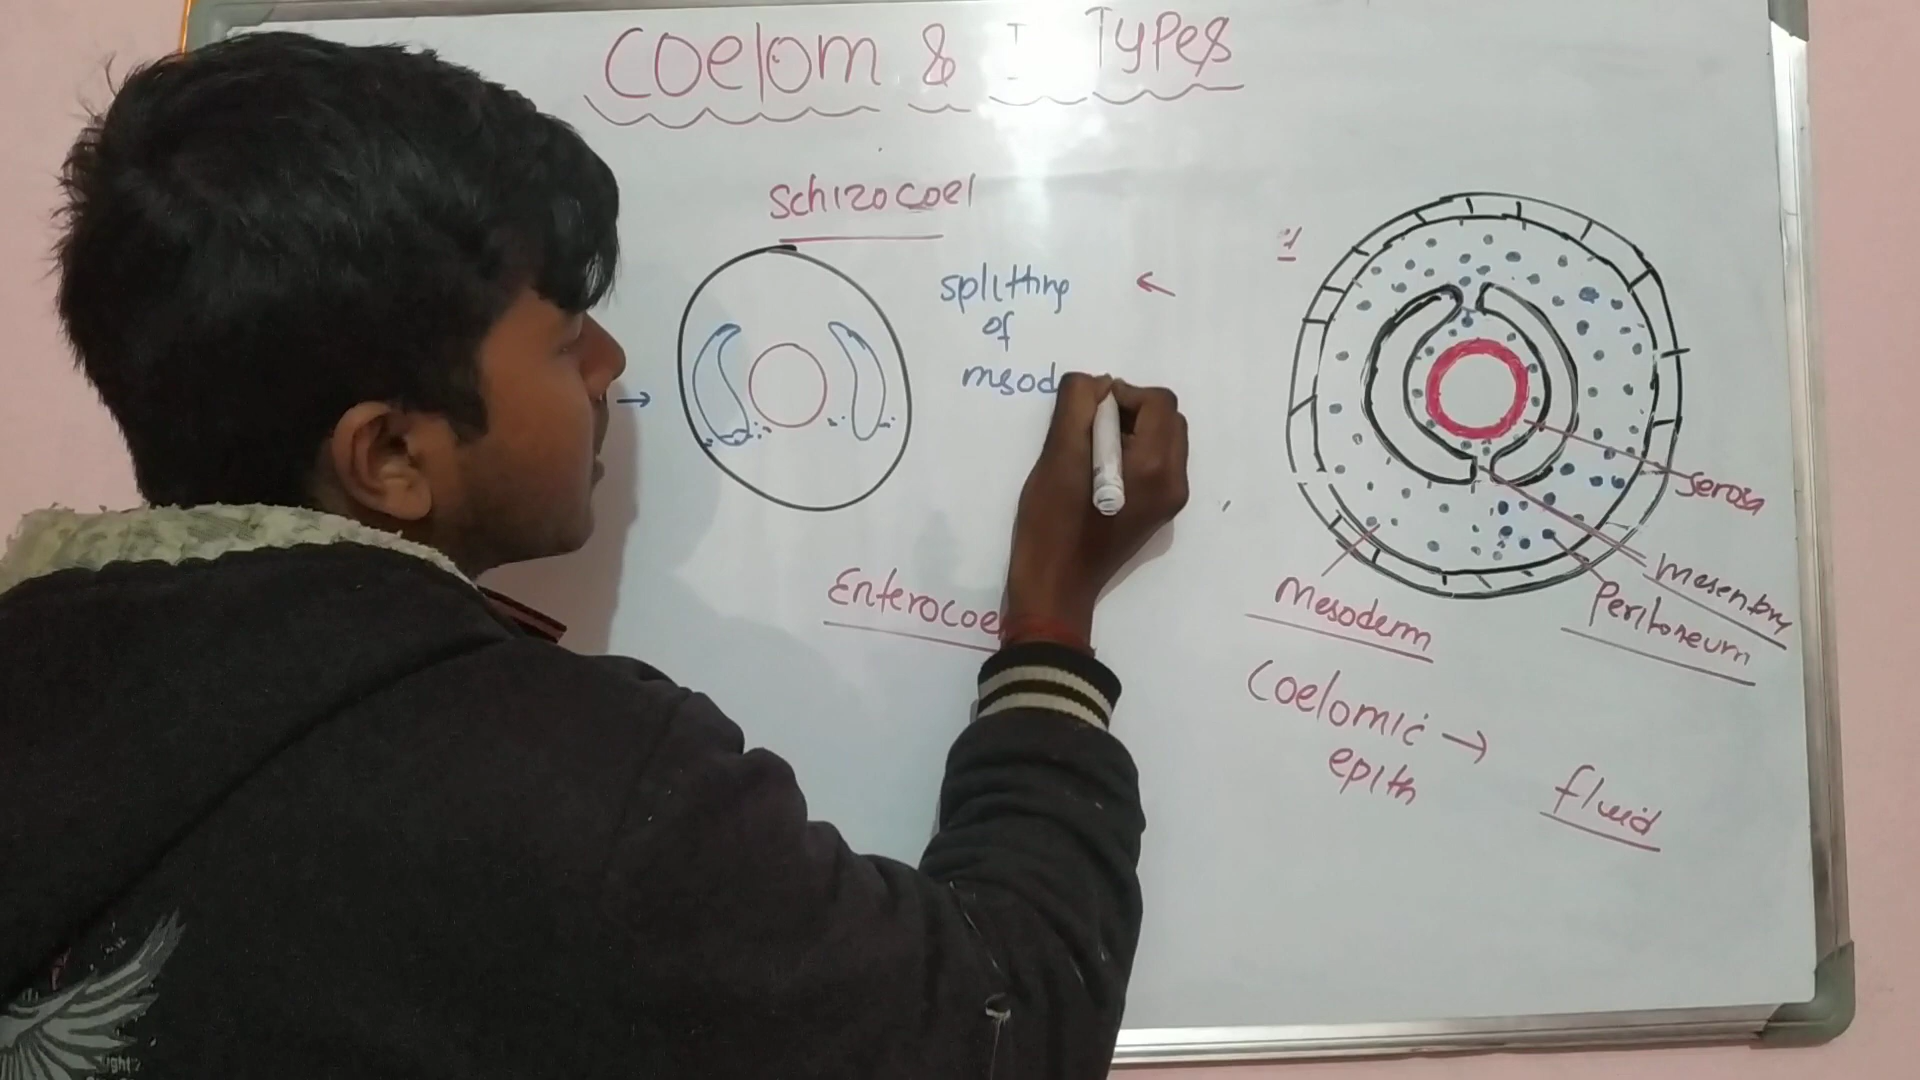 Coelom & Types
Schizocoel
splitting
of
msod
Enterocoe
serosa
Mesentry
Peritoneum
Mesoderm
Coelomic →
epith
fluid